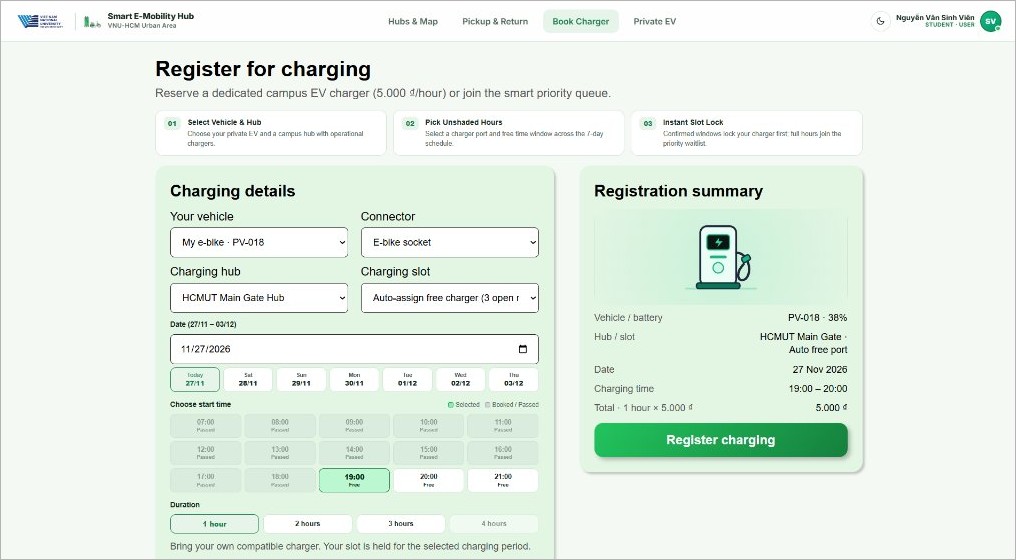 VIET NAM
NATIONAL
UNIVERSITY
Smart E-Mobility Hub
VNU-HCM Urban Area
Hubs & Map
Pickup & Return
Book Charger
Private EV
Nguyễn Văn Sinh Viên
STUDENT · USER
SV
Register for charging
Reserve a dedicated campus EV charger (5.000 ₫/hour) or join the smart priority queue.
01 Select Vehicle & Hub
Choose your private EV and a campus hub with operational
chargers.
02 Pick Unshaded Hours
Select a charger port and free time window across the 7-day
schedule.
03 Instant Slot Lock
Confirmed windows lock your charger first; full hours join the
priority waitlist.
Charging details
Your vehicle
Connector
My e-bike · PV-018
E-bike socket
Charging hub
Charging slot
HCMUT Main Gate Hub
Auto-assign free charger (3 open r
Date (27/11 – 03/12)
11/27/2026
Today
27/11
Sat
28/11
Sun
29/11
Mon
30/11
Tue
01/12
Wed
02/12
Thu
03/12
Choose start time
Selected
Booked / Passed
07:00
Passed
08:00
Passed
09:00
Passed
10:00
Passed
11:00
Passed
12:00
Passed
13:00
Passed
14:00
Passed
15:00
Passed
16:00
Passed
17:00
Passed
18:00
Passed
19:00
Free
20:00
Free
21:00
Free
Duration
1 hour
2 hours
3 hours
4 hours
Bring your own compatible charger. Your slot is held for the selected charging period.
Registration summary
Vehicle / battery PV-018 · 38%
Hub / slot HCMUT Main Gate ·
Auto free port
Date 27 Nov 2026
Charging time 19:00 – 20:00
Total · 1 hour × 5.000 ₫ 5.000 ₫
Register charging